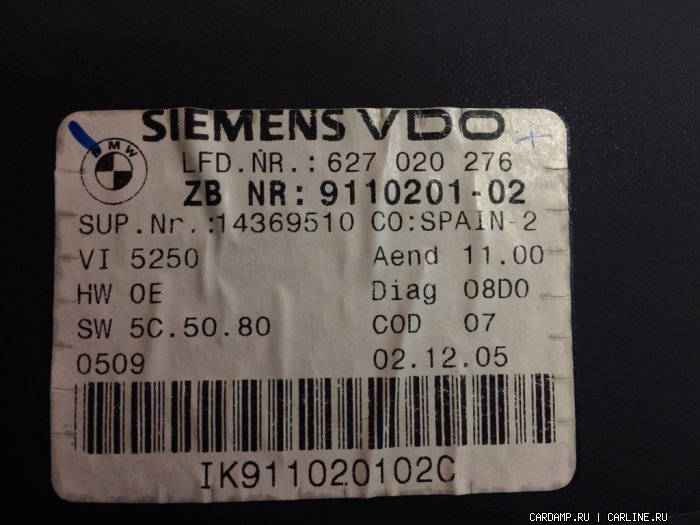 SIEMENS VDO
BMW
LFD.NR.: 627 020 276
ZB NR: 9110201-02
SUP.Nr.:14369510 CO:SPAIN-2
VI 5250 Aend 11.00
HW 0E Diag 08D0
SW 5C.50.80 COD 07
0509 02.12.05
IK911020102C
CARDAMP.RU | CARLINE.RU